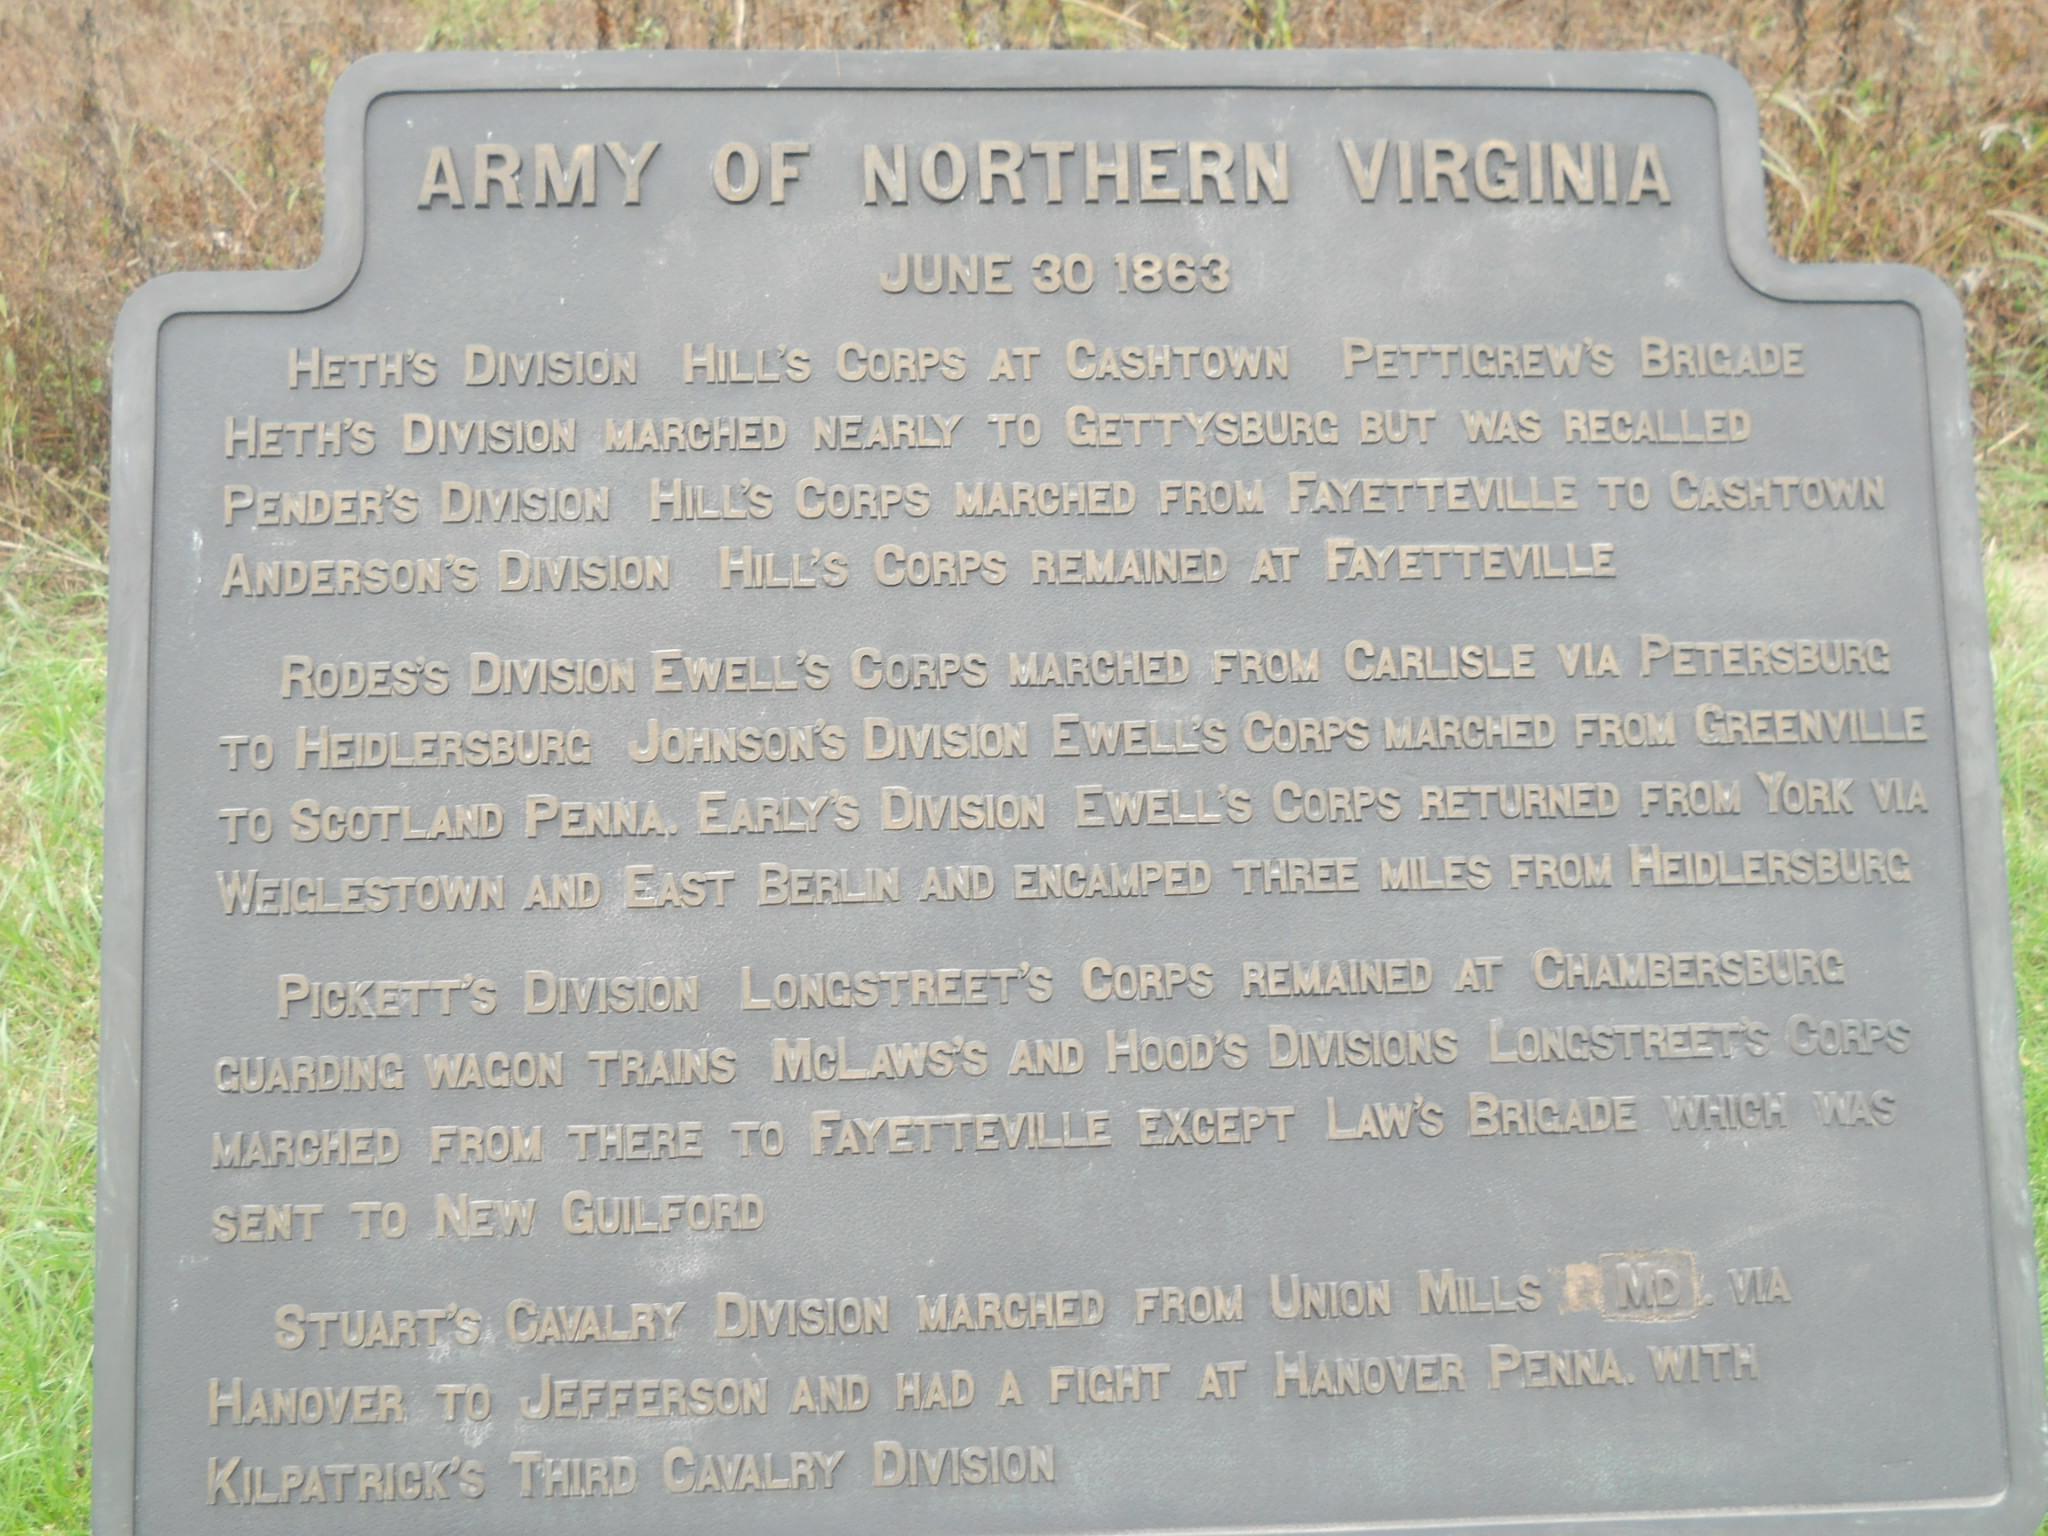 ARMY OF NORTHERN VIRGINIA
JUNE 30 1863
HETH'S DIVISION HILL'S CORPS AT CASHTOWN PETTIGREW'S BRIGADE
HETH'S DIVISION MARCHED NEARLY TO GETTYSBURG BUT WAS RECALLED
PENDER'S DIVISION HILL'S CORPS MARCHED FROM FAYETTEVILLE TO CASHTOWN
ANDERSON'S DIVISION HILL'S CORPS REMAINED AT FAYETTEVILLE
RODES'S DIVISION EWELL'S CORPS MARCHED FROM CARLISLE VIA PETERSBURG
TO HEIDLERSBURG JOHNSON'S DIVISION EWELL'S CORPS MARCHED FROM GREENVILLE
TO SCOTLAND PENNA. EARLY'S DIVISION EWELL'S CORPS RETURNED FROM YORK VIA
WEIGLESTOWN AND EAST BERLIN AND ENCAMPED THREE MILES FROM HEIDLERSBURG
PICKETT'S DIVISION LONGSTREET'S CORPS REMAINED AT CHAMBERSBURG
GUARDING WAGON TRAINS MCLAWS'S AND HOOD'S DIVISIONS LONGSTREET'S CORPS
MARCHED FROM THERE TO FAYETTEVILLE EXCEPT LAW'S BRIGADE WHICH WAS
SENT TO NEW GUILFORD
STUART'S CAVALRY DIVISION MARCHED FROM UNION MILLS MD. VIA
HANOVER TO JEFFERSON AND HAD A FIGHT AT HANOVER PENNA. WITH
KILPATRICK'S THIRD CAVALRY DIVISION